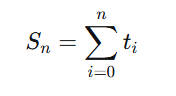 $S_n = \sum_{i=0}^{n} t_i$